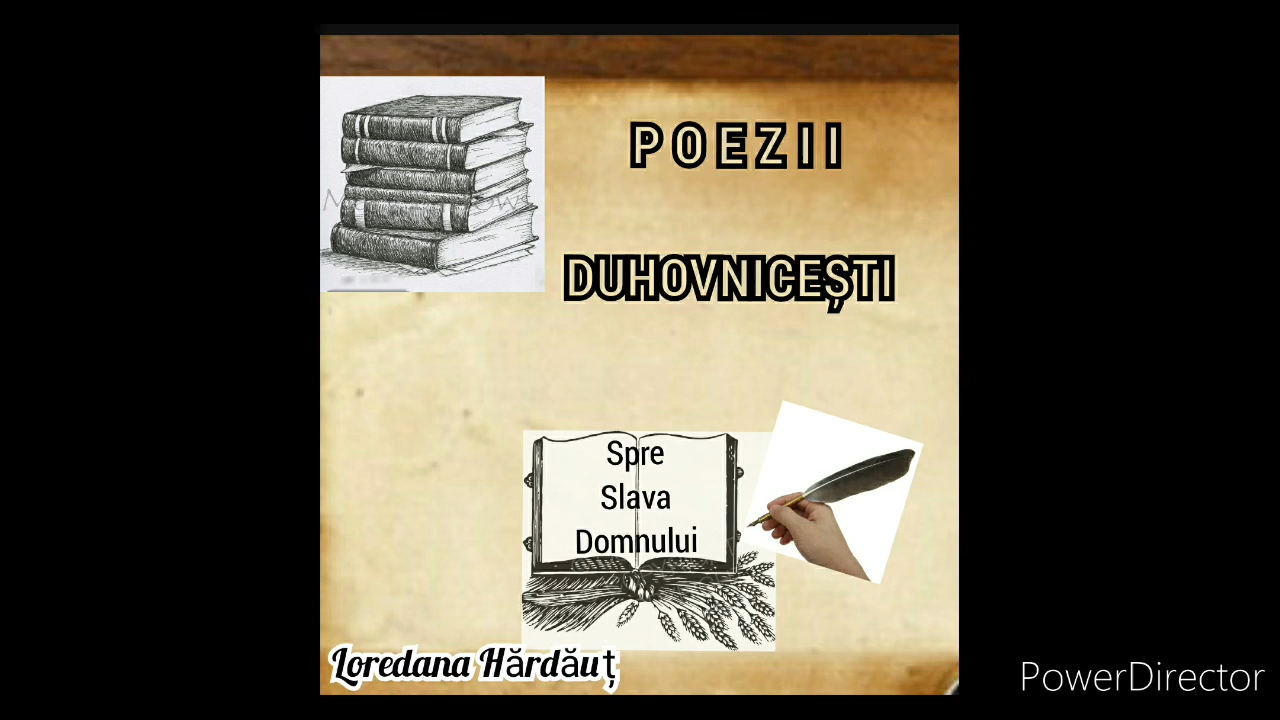 POEZII
DUHOVNICEȘTI
Spre
Slava
Domnului
Loredana Hărdăuț
PowerDirector